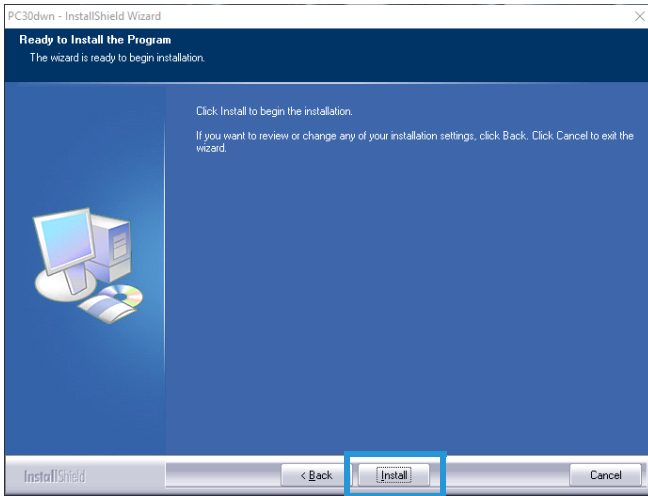 PC30dwn - InstallShield Wizard
Ready to Install the Program
The wizard is ready to begin installation.
Click Install to begin the installation.
If you want to review or change any of your installation settings, click Back. Click Cancel to exit the
wizard.
InstallShield
< Back
Install
Cancel